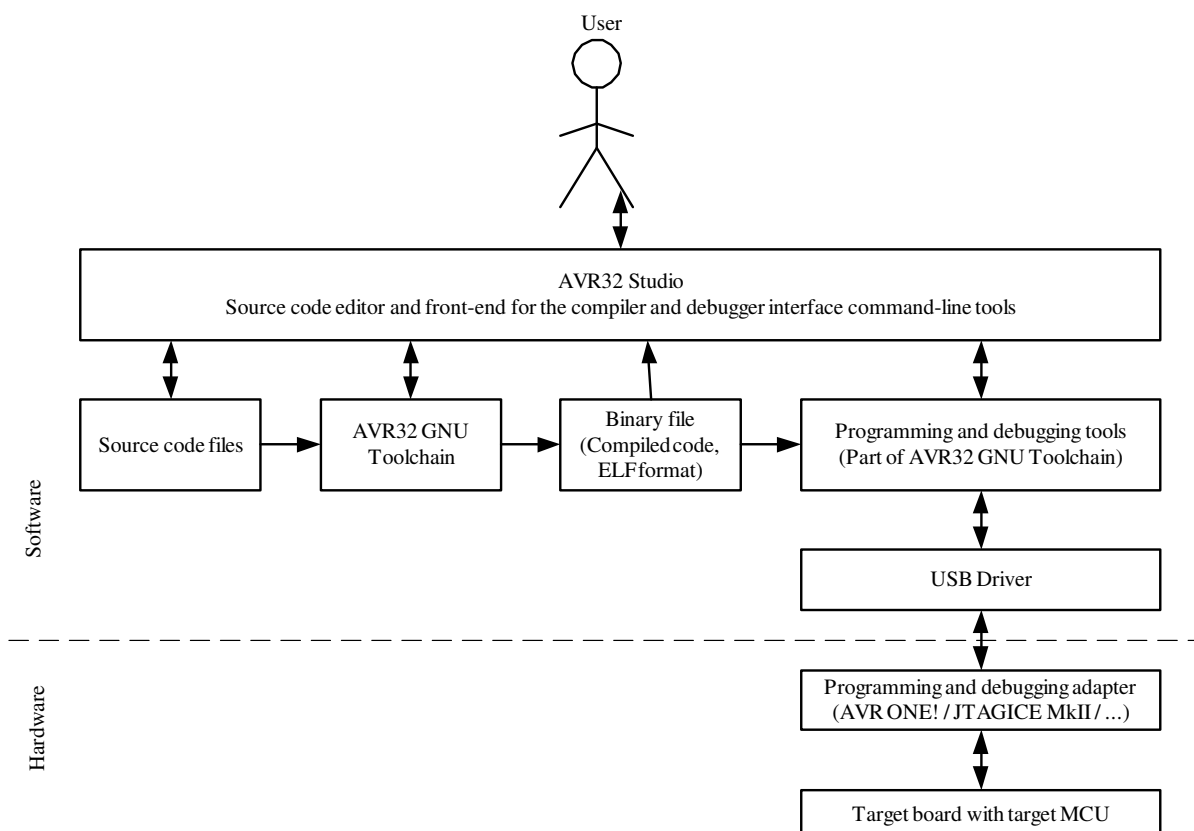 User
AVR32 Studio
Source code editor and front-end for the compiler and debugger interface command-line tools
Source code files
AVR32 GNU
Toolchain
Binary file
(Compiled code,
ELF format)
Programming and debugging tools
(Part of AVR32 GNU Toolchain)
Software
USB Driver
Hardware
Programming and debugging adapter
(AVR ONE! / JTAGICE MkII / ...)
Target board with target MCU